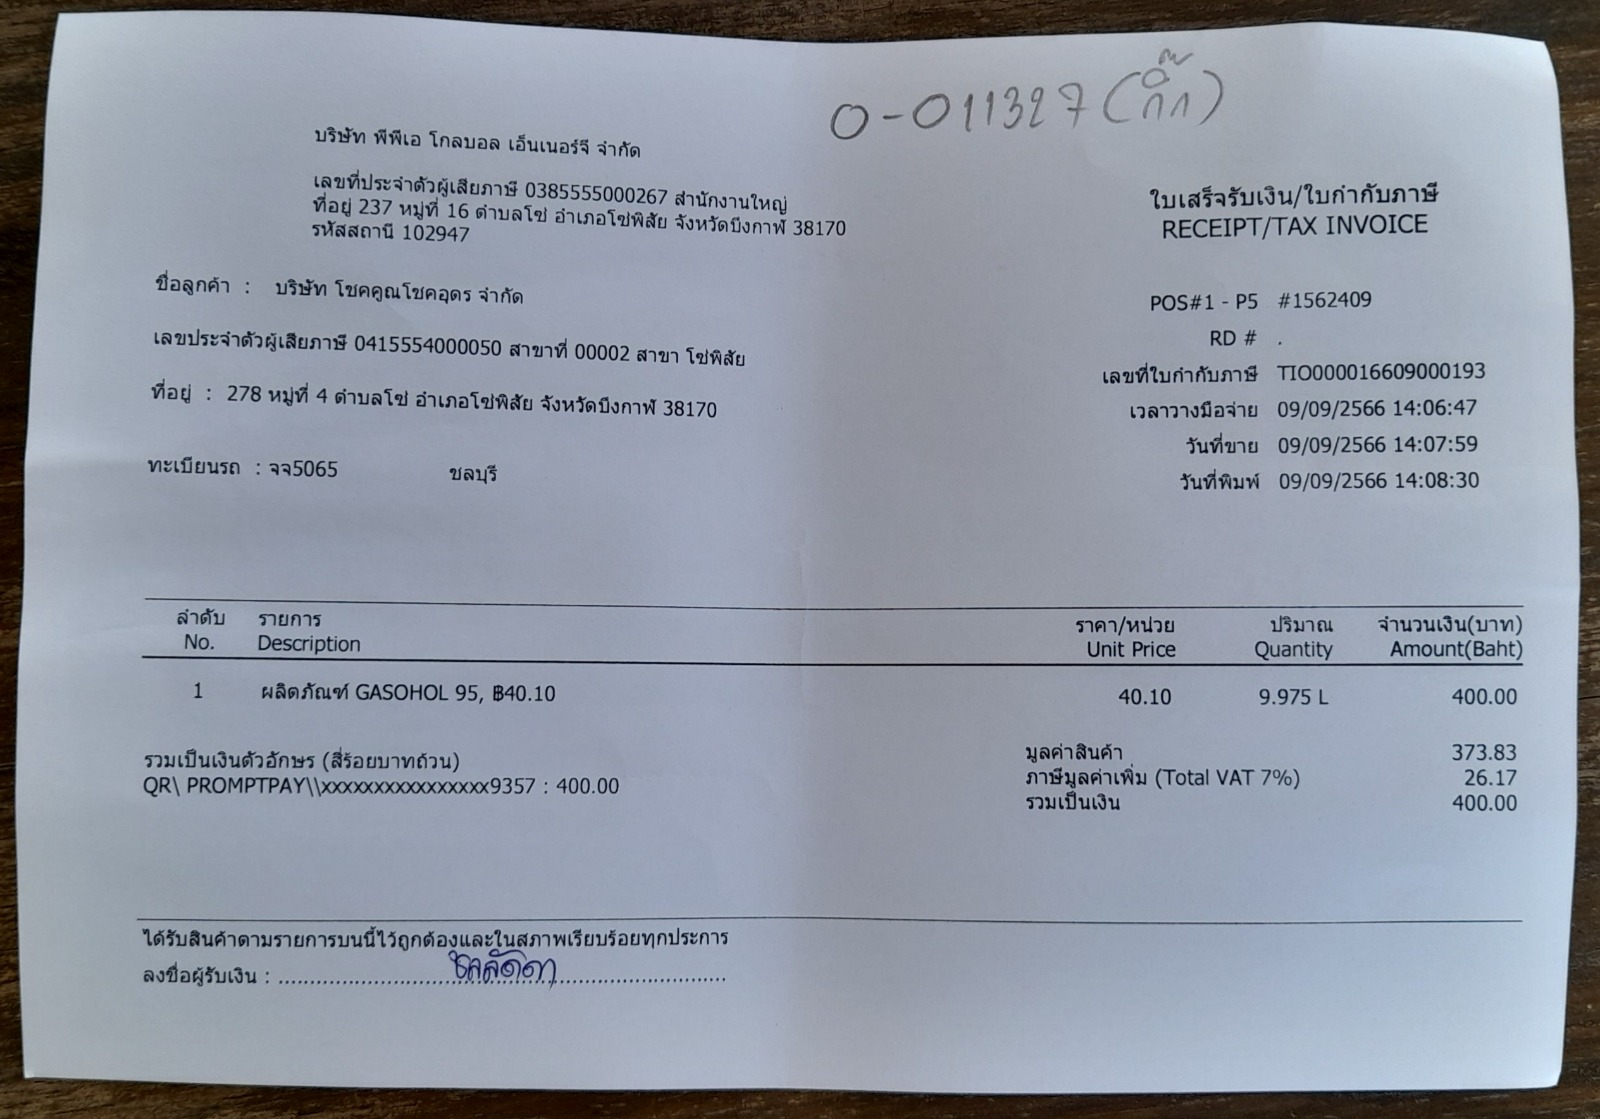 0-011327 (กิ๊ก)
บริษัท พีพีเอ โกลบอล เอ็นเนอร์จี จำกัด
เลขที่ประจำตัวผู้เสียภาษี 0385555000267 สำนักงานใหญ่
ที่อยู่ 237 หมู่ที่ 16 ตำบลโซ่ อำเภอโซ่พิสัย จังหวัดบึงกาฬ 38170
รหัสสถานี 102947
ใบเสร็จรับเงิน/ใบกำกับภาษี
RECEIPT/TAX INVOICE
ชื่อลูกค้า : บริษัท โชคคูณโชคอุดร จำกัด
เลขประจำตัวผู้เสียภาษี 0415554000050 สาขาที่ 00002 สาขา โซ่พิสัย
ที่อยู่ : 278 หมู่ที่ 4 ตำบลโซ่ อำเภอโซ่พิสัย จังหวัดบึงกาฬ 38170
ทะเบียนรถ : จจ5065 ชลบุรี
POS#1 - P5 #1562409
RD # .
เลขที่ใบกำกับภาษี TIO000016609000193
เวลาวางมือจ่าย 09/09/2566 14:06:47
วันที่ขาย 09/09/2566 14:07:59
วันที่พิมพ์ 09/09/2566 14:08:30
ลำดับ รายการ ราคา/หน่วย ปริมาณ จำนวนเงิน(บาท)
No. Description Unit Price Quantity Amount(Baht)
1 ผลิตภัณฑ์ GASOHOL 95, ฿40.10 40.10 9.975 L 400.00
รวมเป็นเงินตัวอักษร (สี่ร้อยบาทถ้วน)
QR\ PROMPTPAY\\xxxxxxxxxxxxxxxx9357 : 400.00
มูลค่าสินค้า 373.83
ภาษีมูลค่าเพิ่ม (Total VAT 7%) 26.17
รวมเป็นเงิน 400.00
ได้รับสินค้าตามรายการบนนี้ไว้ถูกต้องและในสภาพเรียบร้อยทุกประการ
ลงชื่อผู้รับเงิน :